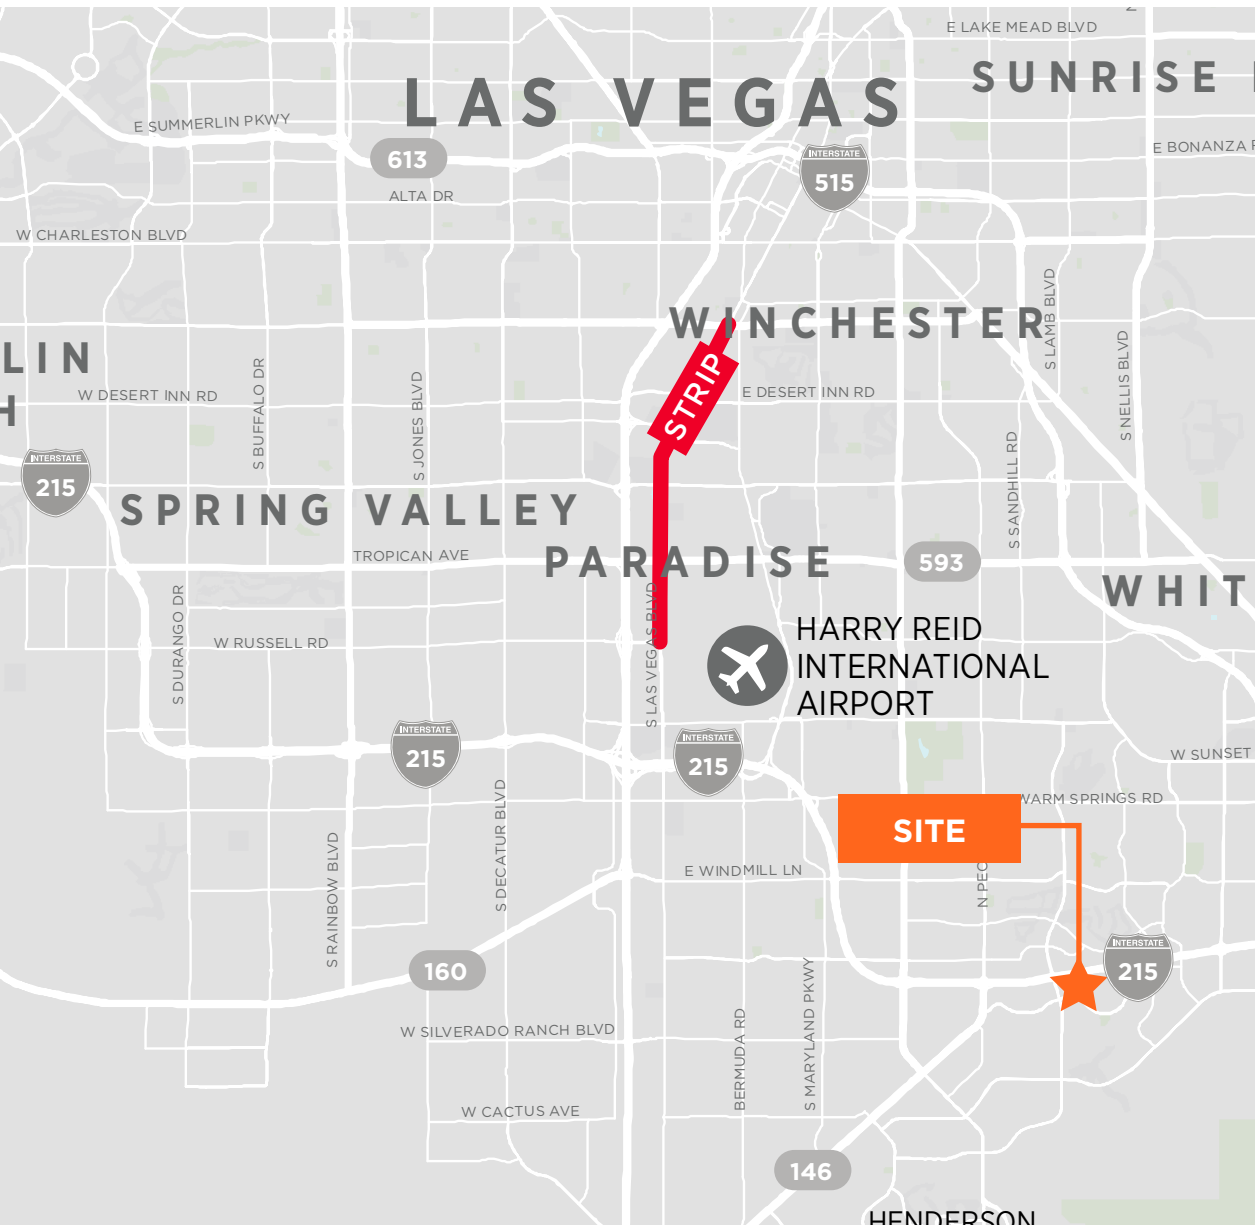 E LAKE MEAD BLVD
SUNRISE
LAS VEGAS
E SUMMERLIN PKWY
613
INTERSTATE
515
E BONANZA
ALTA DR
W CHARLESTON BLVD
WINCHESTER
S LAMB BLVD
LIN
H
STRIP
S NELLIS BLVD
W DESERT INN RD
S BUFFALO DR
S JONES BLVD
E DESERT INN RD
S SANDHILL RD
INTERSTATE
215
SPRING VALLEY
TROPICAN AVE
PARADISE
593
WHIT
S DURANGO DR
W RUSSELL RD
S LAS VEGAS BLVD
HARRY REID
INTERNATIONAL
AIRPORT
INTERSTATE
215
INTERSTATE
215
W SUNSET
WARM SPRINGS RD
SITE
S DECATUR BLVD
S RAINBOW BLVD
E WINDMILL LN
N PEC
160
INTERSTATE
215
S MARYLAND PKWY
BERMUDA RD
W SILVERADO RANCH BLVD
W CACTUS AVE
146
HENDERSON